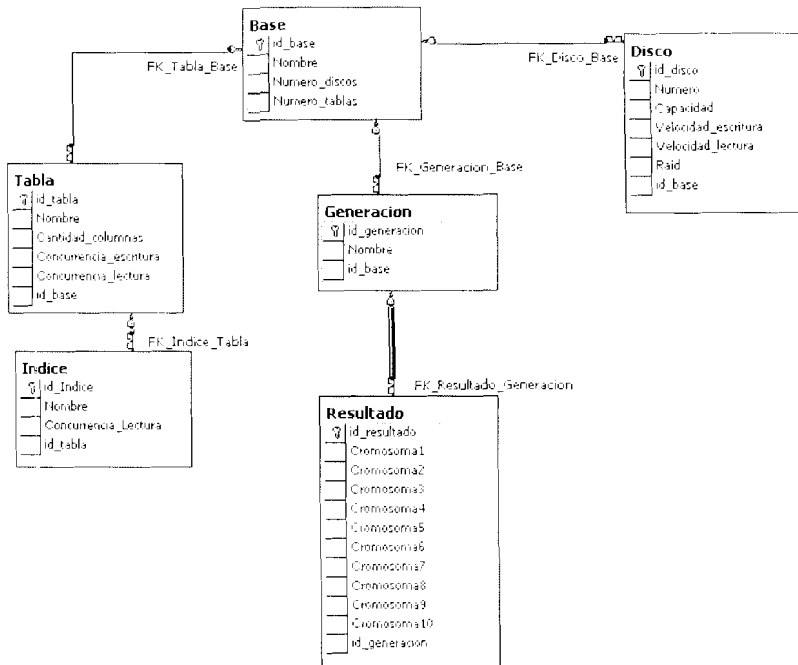 Base
id_base
Nombre
Numero_discos
Numero_tablas
FK_Tabla_Base
FK_Disco_Base
Disco
id_disco
Numero
Capacidad
Velocidad_escritura
Velocidad_lectura
Raid
id_base
FK_Generacion_Base
Tabla
id_tabla
Nombre
Cantidad_columnas
Concurrencia_escritura
Concurrencia_lectura
id_base
Generacion
id_generacion
Nombre
id_base
FK_Indice_Tabla
Indice
id_Indice
Nombre
Concurrencia_Lectura
id_tabla
FK_Resultado_Generacion
Resultado
id_resultado
Cromosoma1
Cromosoma2
Cromosoma3
Cromosoma4
Cromosoma5
Cromosoma6
Cromosoma7
Cromosoma8
Cromosoma9
Cromosoma10
id_generacion